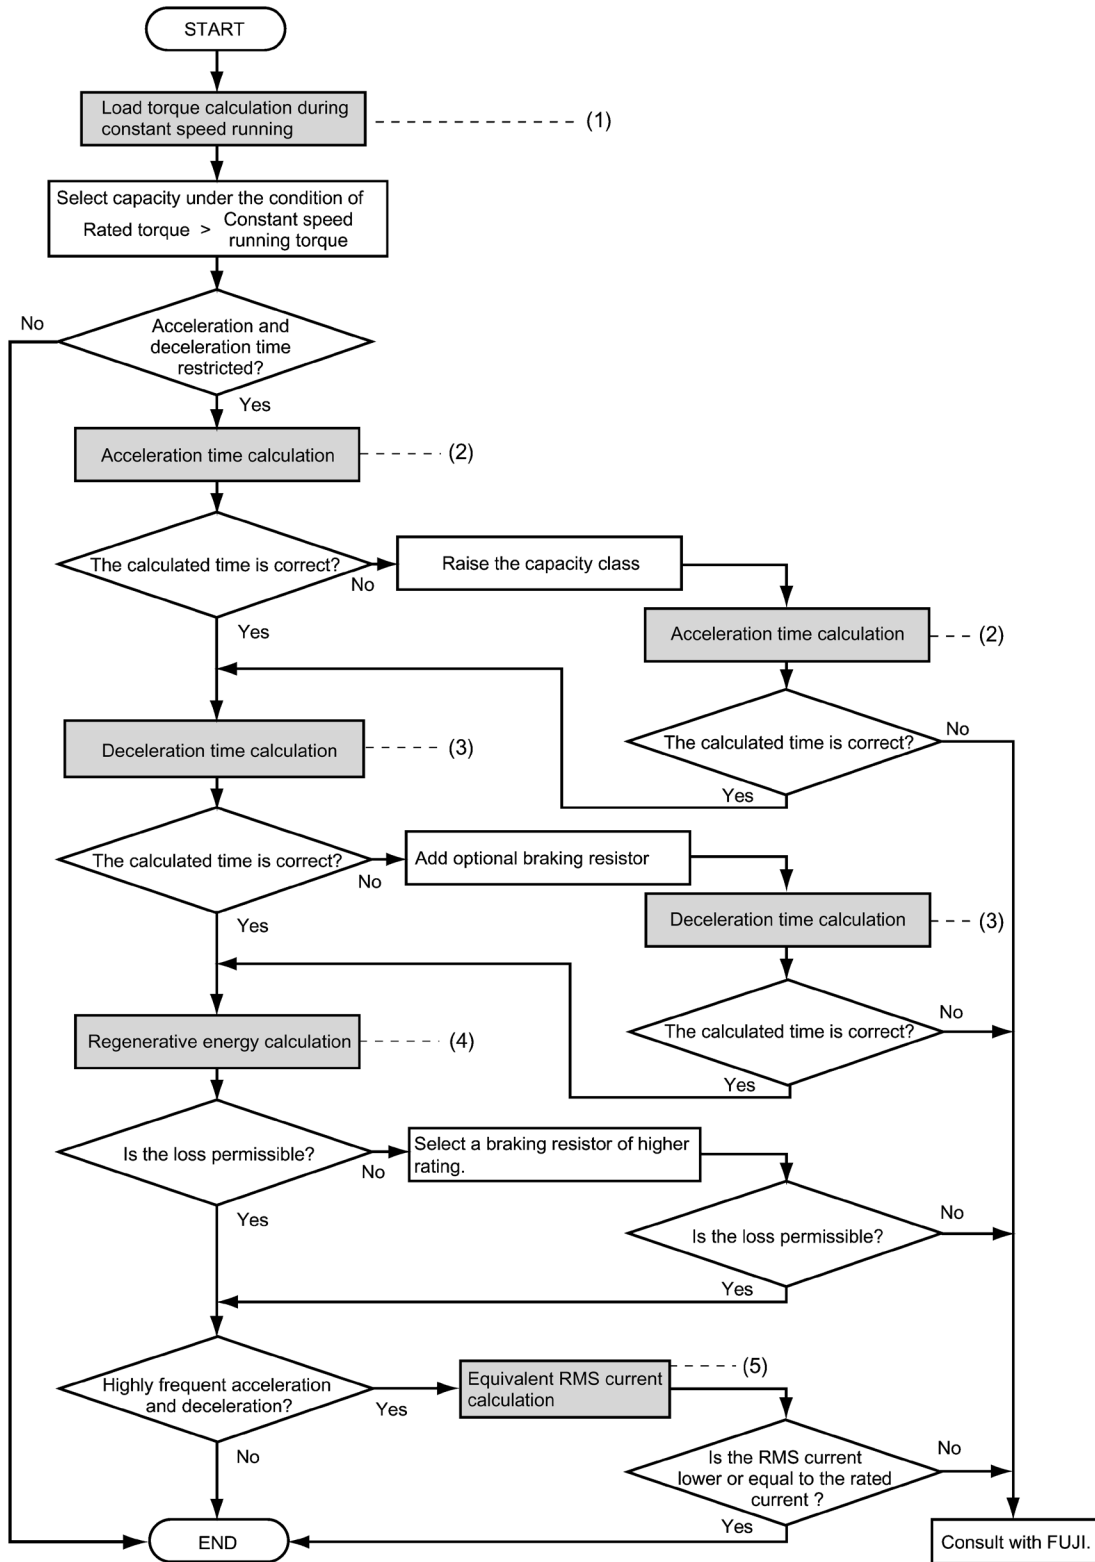 START
Load torque calculation during
constant speed running
(1)
Select capacity under the condition of
Rated torque > Constant speed
running torque
No
Acceleration and
deceleration time
restricted?
Yes
Acceleration time calculation
(2)
The calculated time is correct?
No
Raise the capacity class
Yes
Acceleration time calculation
(2)
The calculated time is correct?
No
Yes
Deceleration time calculation
(3)
The calculated time is correct?
No
Add optional braking resistor
Yes
Deceleration time calculation
(3)
The calculated time is correct?
No
Yes
Regenerative energy calculation
(4)
Is the loss permissible?
No
Select a braking resistor of higher
rating.
Yes
Is the loss permissible?
No
Yes
Highly frequent acceleration
and deceleration?
Yes
Equivalent RMS current
calculation
(5)
No
Is the RMS current
lower or equal to the rated
current ?
No
Yes
END
Consult with FUJI.